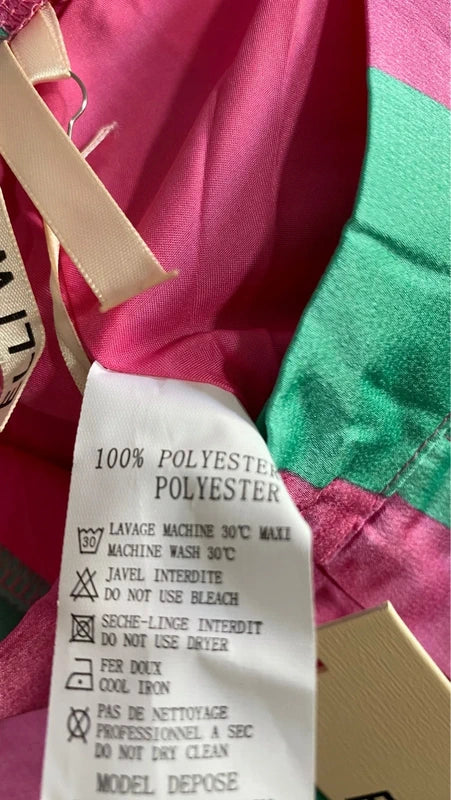 100% POLYESTER
POLYESTER
30
LAVAGE MACHINE 30℃ MAXI
MACHINE WASH 30℃
JAVEL INTERDITE
DO NOT USE BLEACH
SECHE-LINGE INTERDIT
DO NOT USE DRYER
FER DOUX
COOL IRON
PAS DE NETTOYAGE
PROFESSIONNEL A SEC
DO NOT DRY CLEAN
MODEL DEPOSE